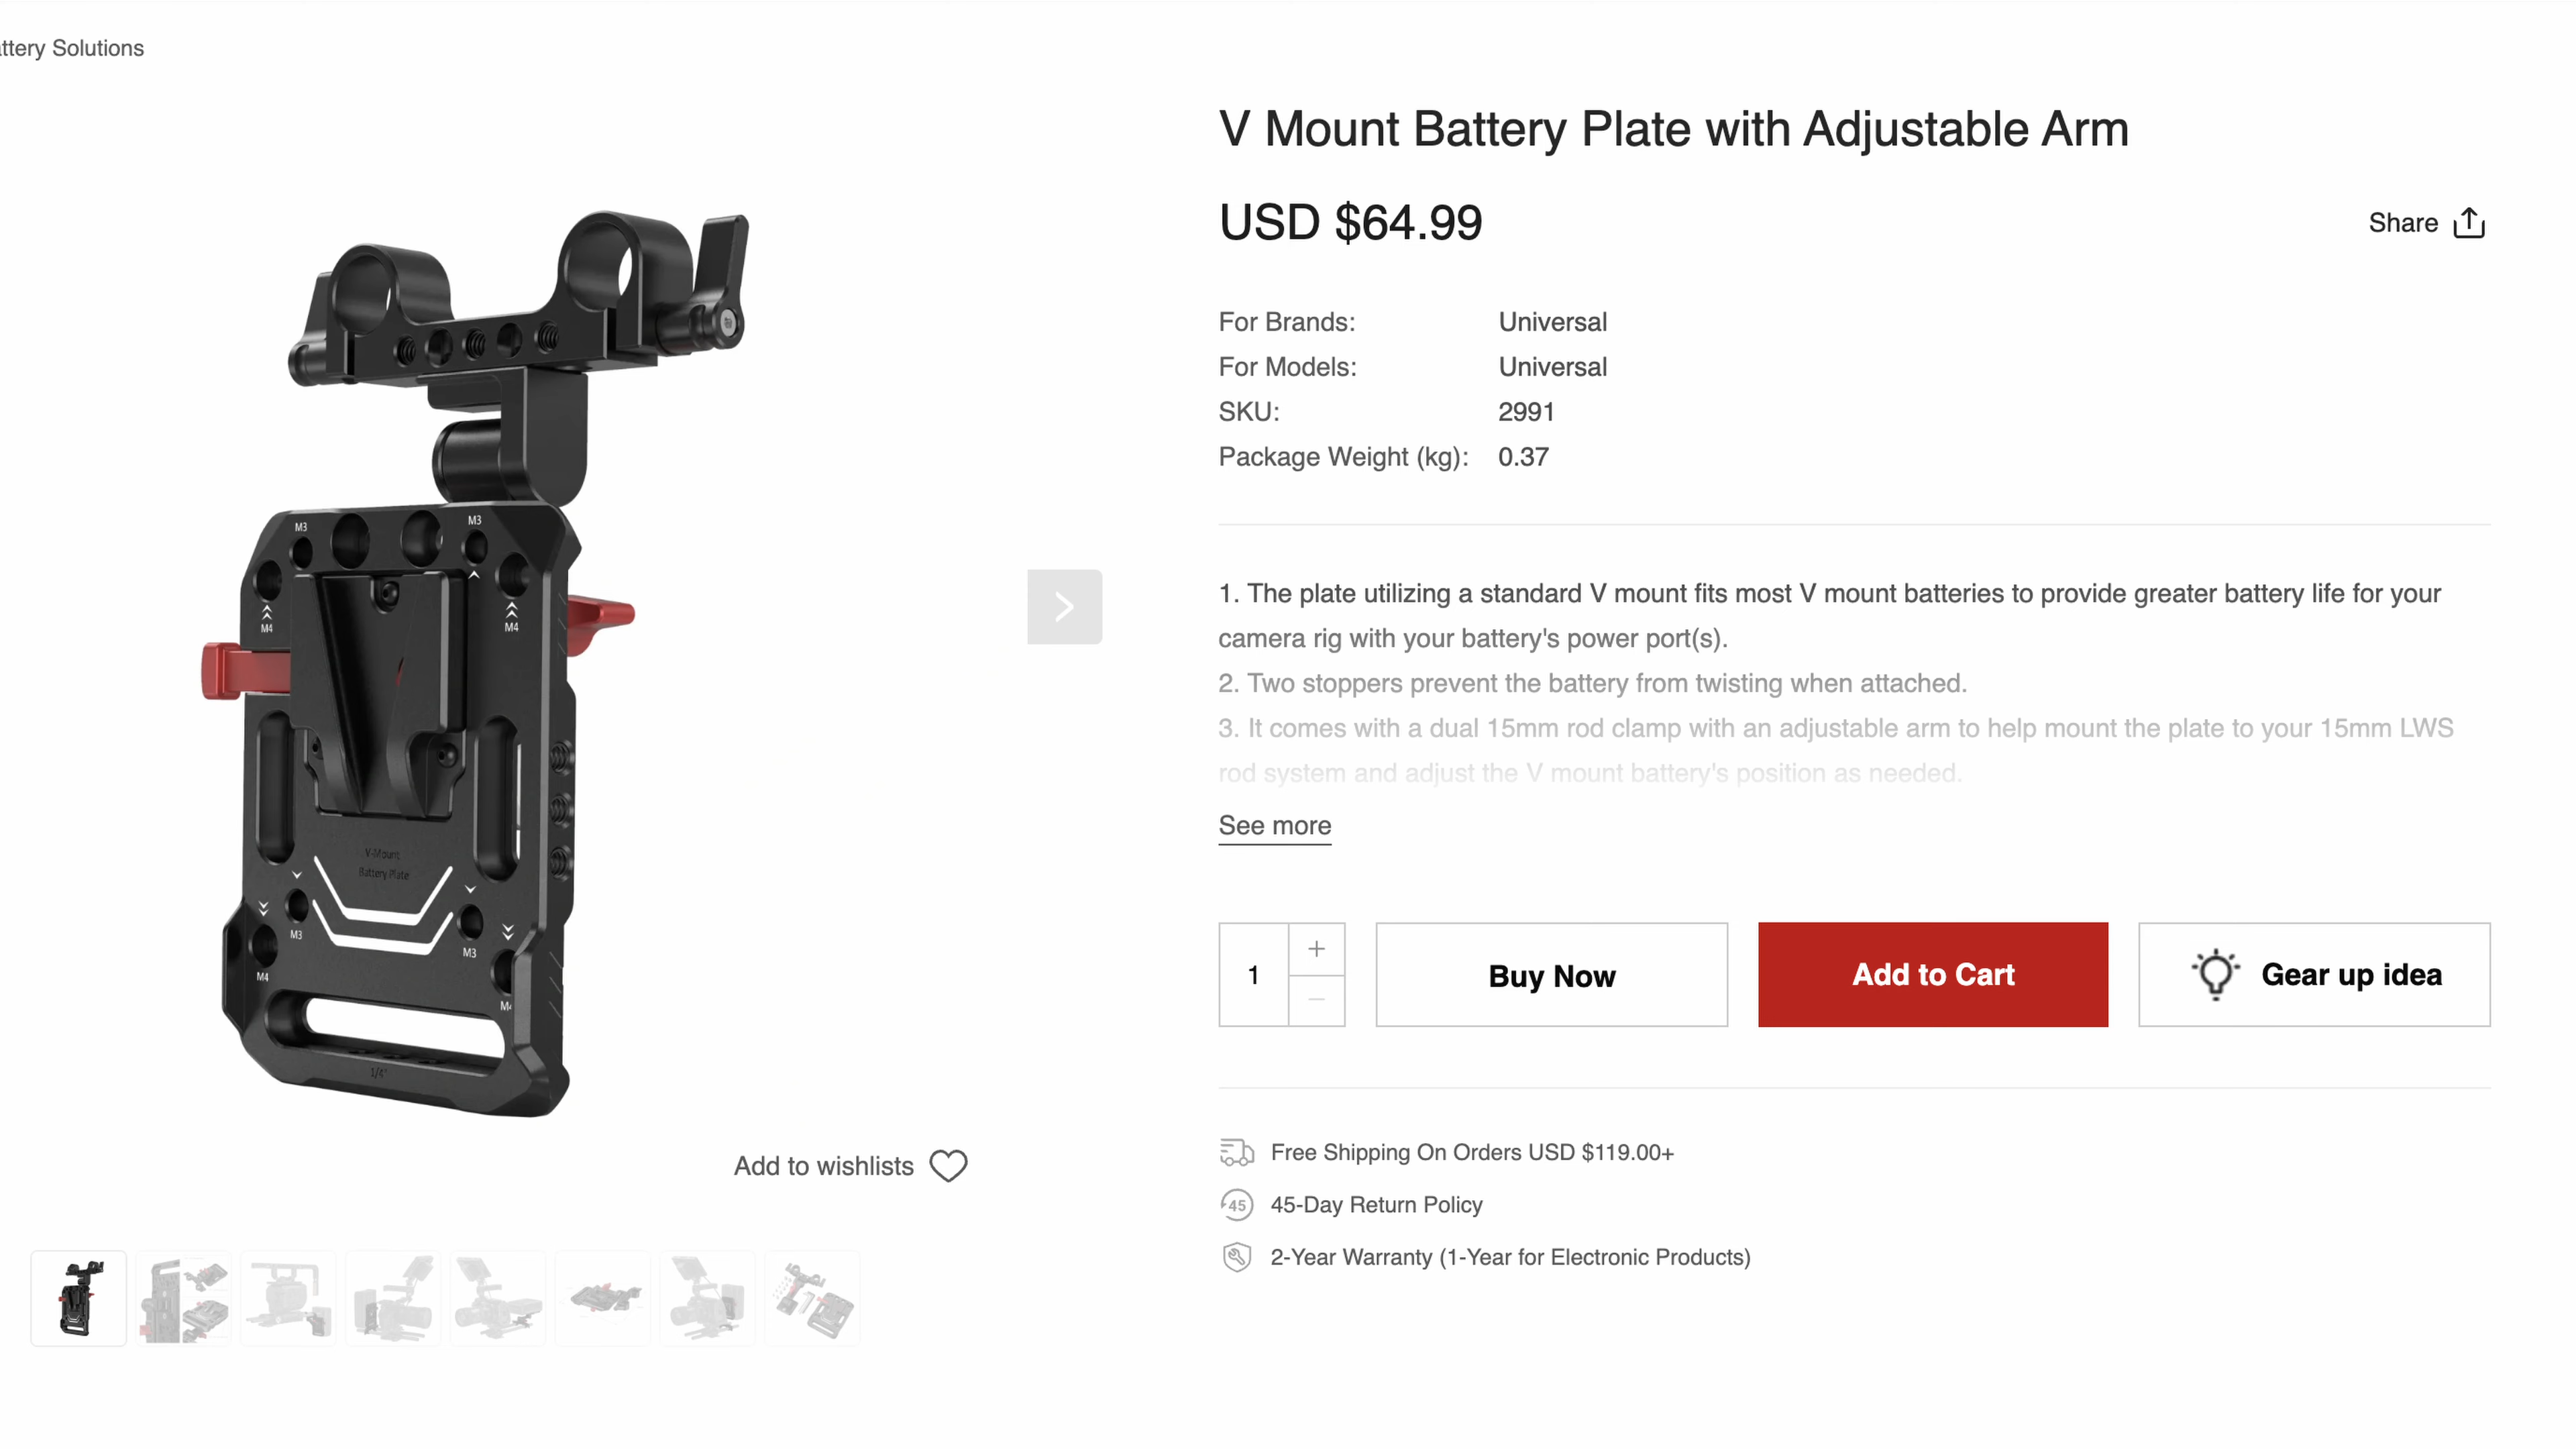 ttery Solutions
V Mount Battery Plate with Adjustable Arm
USD $64.99
Share
For Brands: Universal
For Models: Universal
SKU: 2991
Package Weight (kg): 0.37
1. The plate utilizing a standard V mount fits most V mount batteries to provide greater battery life for your
camera rig with your battery's power port(s).
2. Two stoppers prevent the battery from twisting when attached.
3. It comes with a dual 15mm rod clamp with an adjustable arm to help mount the plate to your 15mm LWS
rod system and adjust the V mount battery's position as needed.
See more
1
+
−
Buy Now
Add to Cart
Gear up idea
Free Shipping On Orders USD $119.00+
45
45-Day Return Policy
2-Year Warranty (1-Year for Electronic Products)
M3
M3
M4
M4
V-Mount
Battery Plate
M3
M3
M4
M4
1/4"
Add to wishlists